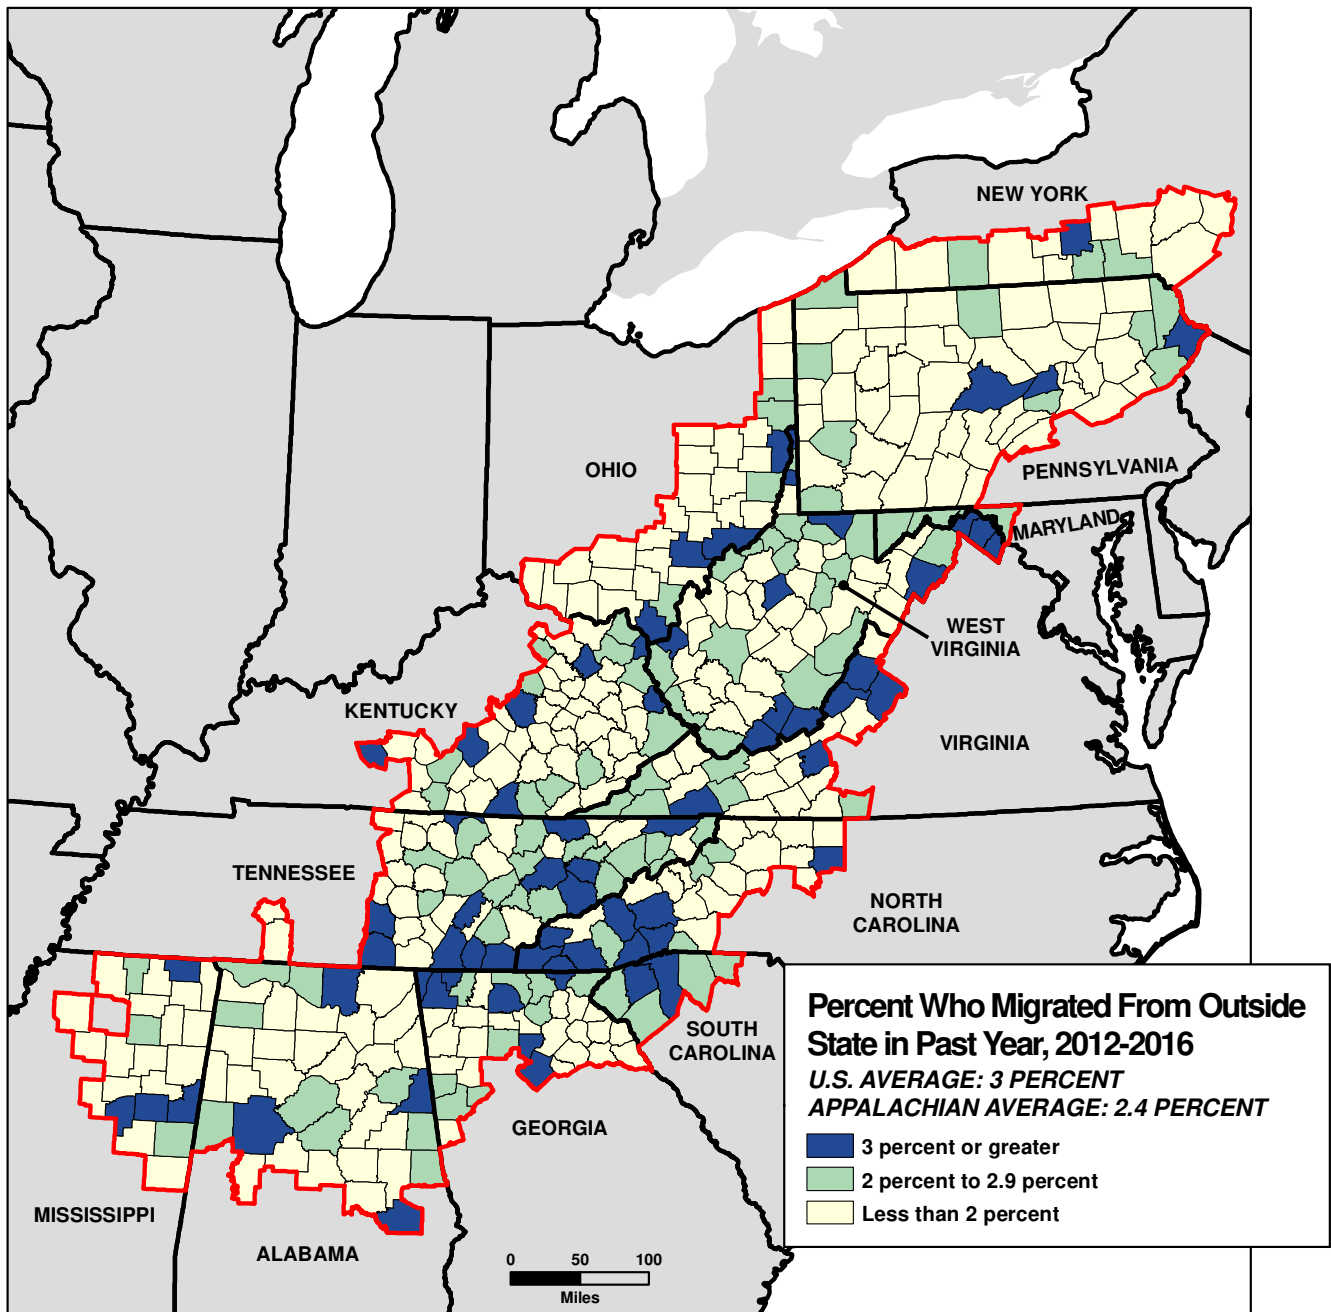 NEW YORK
OHIO
PENNSYLVANIA
MARYLAND
WEST
VIRGINIA
KENTUCKY
VIRGINIA
TENNESSEE
NORTH
CAROLINA
SOUTH
CAROLINA
GEORGIA
MISSISSIPPI
ALABAMA
Percent Who Migrated From Outside
State in Past Year, 2012-2016
U.S. AVERAGE: 3 PERCENT
APPALACHIAN AVERAGE: 2.4 PERCENT
3 percent or greater
2 percent to 2.9 percent
Less than 2 percent
0 50 100
Miles